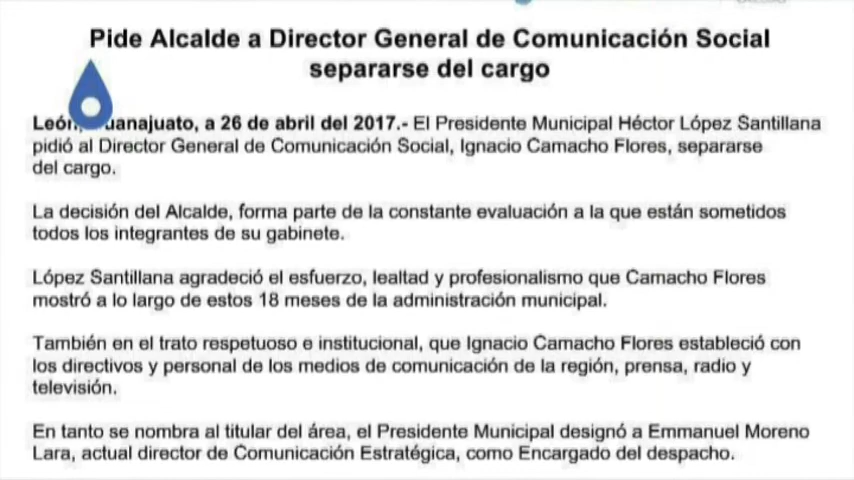 Pide Alcalde a Director General de Comunicación Social
separarse del cargo
León, Guanajuato, a 26 de abril del 2017.- El Presidente Municipal Héctor López Santillana
pidió al Director General de Comunicación Social, Ignacio Camacho Flores, separarse
del cargo.
La decisión del Alcalde, forma parte de la constante evaluación a la que están sometidos
todos los integrantes de su gabinete.
López Santillana agradeció el esfuerzo, lealtad y profesionalismo que Camacho Flores
mostró a lo largo de estos 18 meses de la administración municipal.
También en el trato respetuoso e institucional, que Ignacio Camacho Flores estableció con
los directivos y personal de los medios de comunicación de la región, prensa, radio y
televisión.
En tanto se nombra al titular del área, el Presidente Municipal designó a Emmanuel Moreno
Lara, actual director de Comunicación Estratégica, como Encargado del despacho.